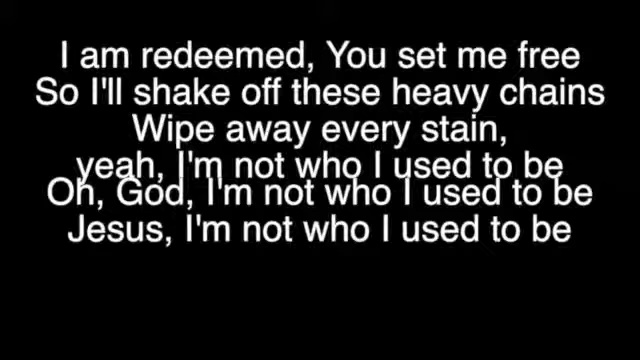 I am redeemed, You set me free
So I'll shake off these heavy chains
Wipe away every stain,
yeah, I'm not who I used to be
Oh, God, I'm not who I used to be
Jesus, I'm not who I used to be